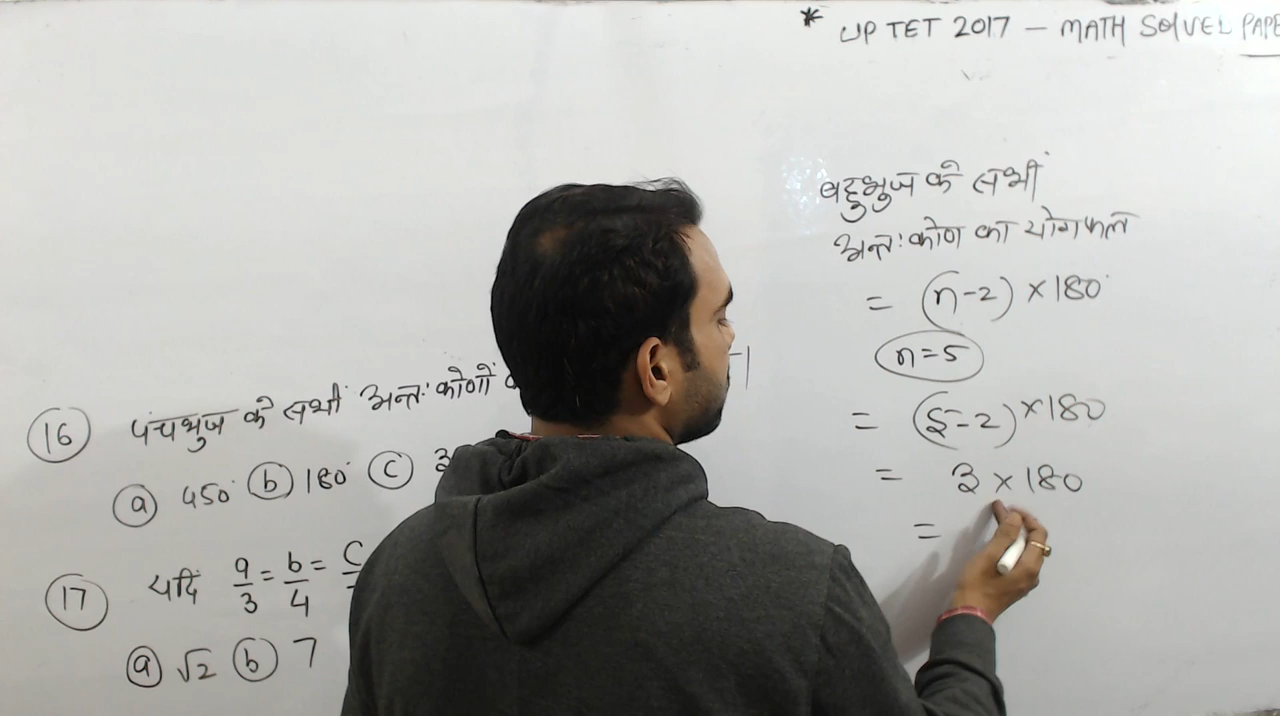 * UP TET 2017 - MATH SOLVEL PAPE
बहुभुज के सभी
अन्तः कोण का योगफल
= (n-2) × 180°
n=5
= (5-2) × 180
= 3 × 180
=
(16) पंचभुज के सभी अन्तः कोणों
(a) 450° (b) 180° (c) 3
(17) यदि a/3 = b/4 = c/
(a) √2 (b) 7